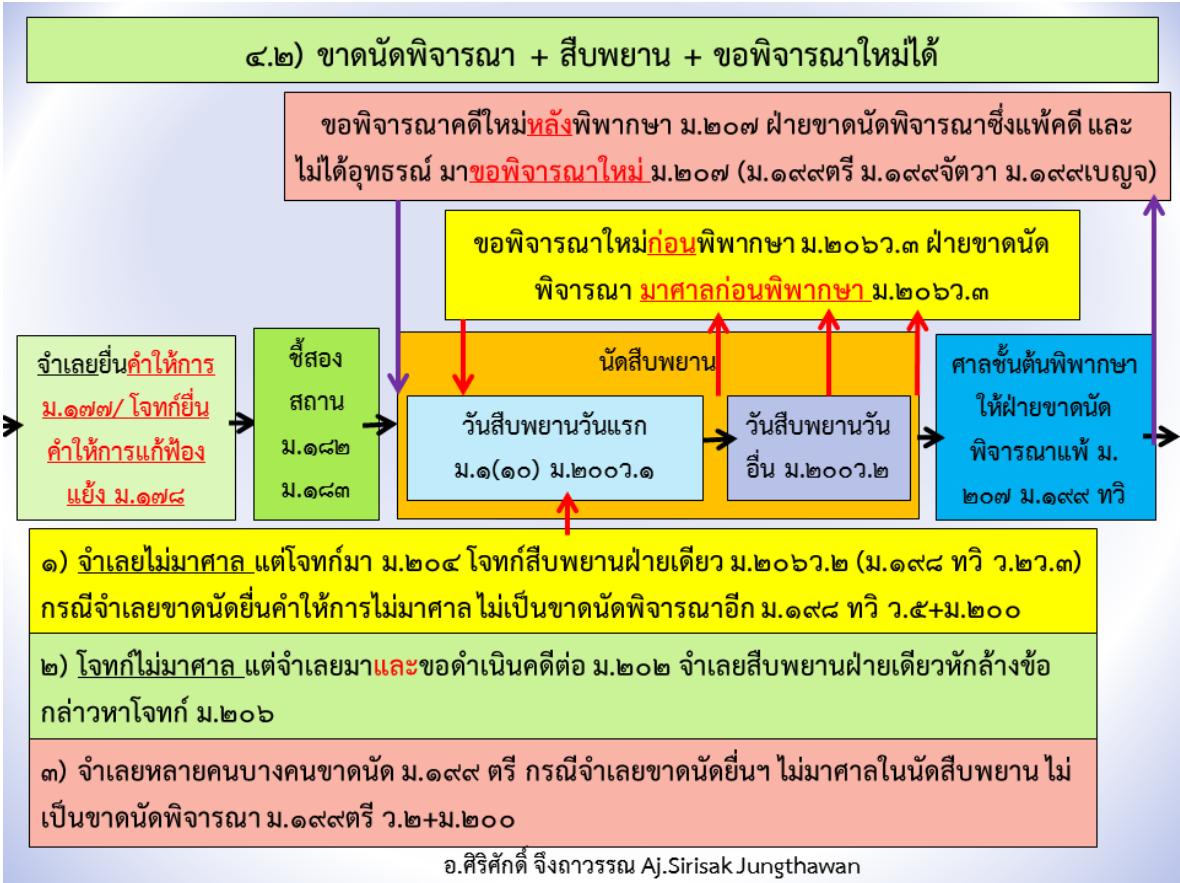 ๔.๒) ขาดนัดพิจารณา + สืบพยาน + ขอพิจารณาใหม่ได้
ขอพิจารณาคดีใหม่หลังพิพากษา ม.๒๐๗ ฝ่ายขาดนัดพิจารณาซึ่งแพ้คดี และ
ไม่ได้อุทธรณ์ มาขอพิจารณาใหม่ ม.๒๐๗ (ม.๑๙๙ตรี ม.๑๙๙จัตวา ม.๑๙๙เบญจ)
ขอพิจารณาใหม่ก่อนพิพากษา ม.๒๐๖ว.๓ ฝ่ายขาดนัด
พิจารณา มาศาลก่อนพิพากษา ม.๒๐๖ว.๓
จำเลยยื่นคำให้การ
ม.๑๗๗/ โจทก์ยื่น
คำให้การแก้ฟ้อง
แย้ง ม.๑๗๘
ชี้สอง
สถาน
ม.๑๘๒
ม.๑๘๓
นัดสืบพยาน
วันสืบพยานวันแรก
ม.๑(๑๐) ม.๒๐๐ว.๑
วันสืบพยานวัน
อื่น ม.๒๐๐ว.๒
ศาลชั้นต้นพิพากษา
ให้ฝ่ายขาดนัด
พิจารณาแพ้ ม.
๒๐๗ ม.๑๙๙ ทวิ
๑) จำเลยไม่มาศาล แต่โจทก์มา ม.๒๐๔ โจทก์สืบพยานฝ่ายเดียว ม.๒๐๖ว.๒ (ม.๑๙๘ ทวิ ว.๒ว.๓)
กรณีจำเลยขาดนัดยื่นคำให้การไม่มาศาล ไม่เป็นขาดนัดพิจารณาอีก ม.๑๙๘ ทวิ ว.๕+ม.๒๐๐
๒) โจทก์ไม่มาศาล แต่จำเลยมาและขอดำเนินคดีต่อ ม.๒๐๒ จำเลยสืบพยานฝ่ายเดียวหักล้างข้อ
กล่าวหาโจทก์ ม.๒๐๖
๓) จำเลยหลายคนบางคนขาดนัด ม.๑๙๙ ตรี กรณีจำเลยขาดนัดยื่นฯ ไม่มาศาลในนัดสืบพยาน ไม่
เป็นขาดนัดพิจารณา ม.๑๙๙ตรี ว.๒+ม.๒๐๐
อ.ศิริศักดิ์ จึงถาวรรณ Aj.Sirisak Jungthawan